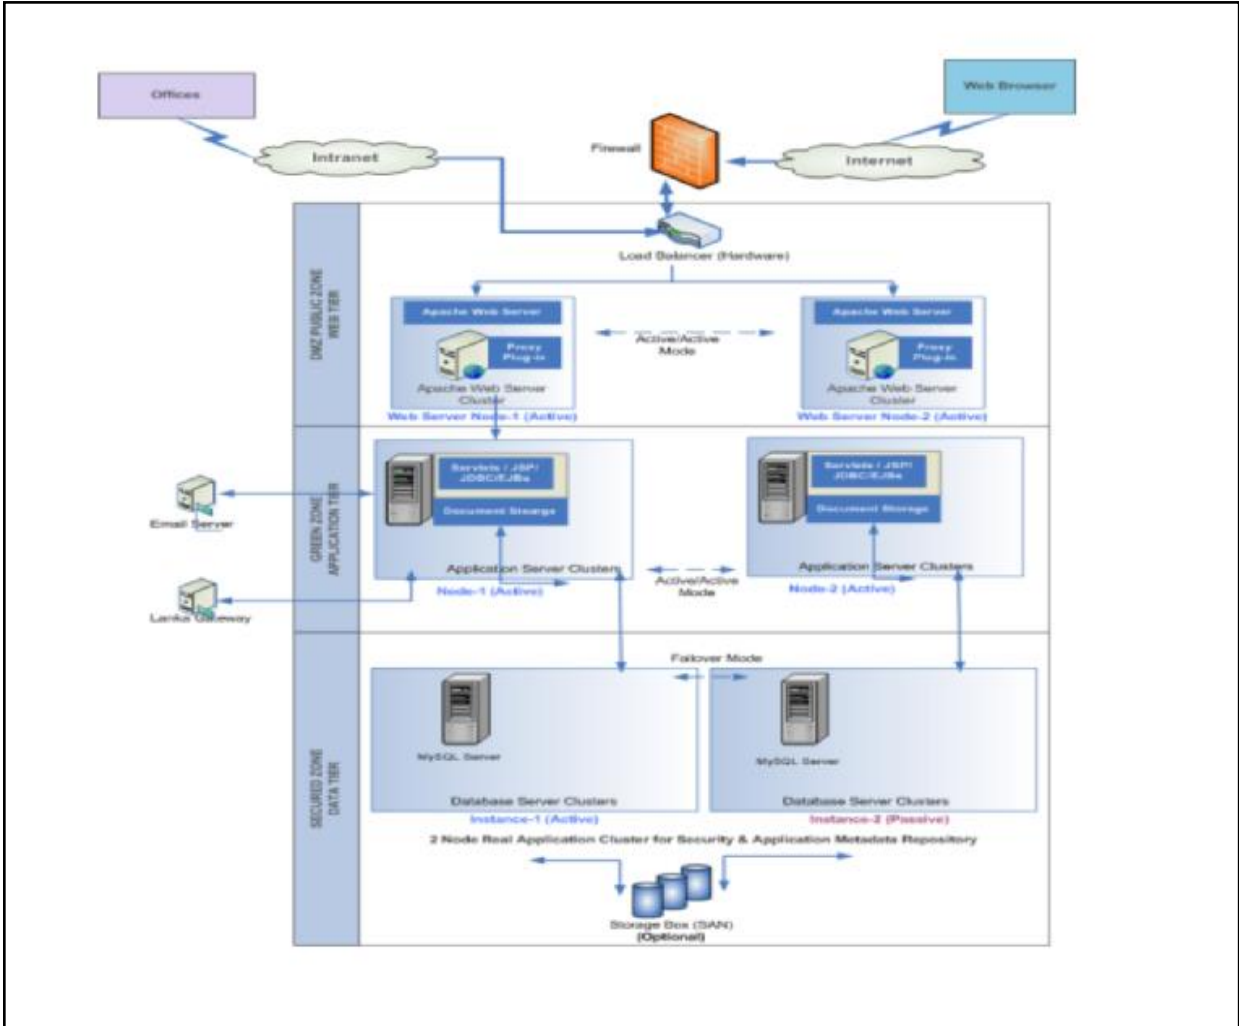 Offices
Web Browser
Intranet
Firewall
Internet
DMZ PUBLIC ZONE
WEB TIER
Load Balancer (Hardware)
Apache Web Server
Proxy
Plug-in
Apache Web Server
Cluster
Web Server Node-1 (Active)
Active/Active
Mode
Apache Web Server
Proxy
Plug-in
Apache Web Server
Cluster
Web Server Node-2 (Active)
GREEN ZONE
APPLICATION TIER
Email Server
Lanka Gateway
Servlets / JSP/
JDBC/EJBs
Document Stoarge
Application Server Clusters
Node-1 (Active)
Active/Active
Mode
Servlets / JSP/
JDBC/EJBs
Document Storage
Application Server Clusters
Node-2 (Active)
SECURED ZONE
DATA TIER
Failover Mode
MySQL Server
Database Server Clusters
Instance-1 (Active)
MySQL Server
Database Server Clusters
Instance-2 (Passive)
2 Node Real Application Cluster for Security & Application Metadata Repository
Storage Box (SAN)
(Optional)